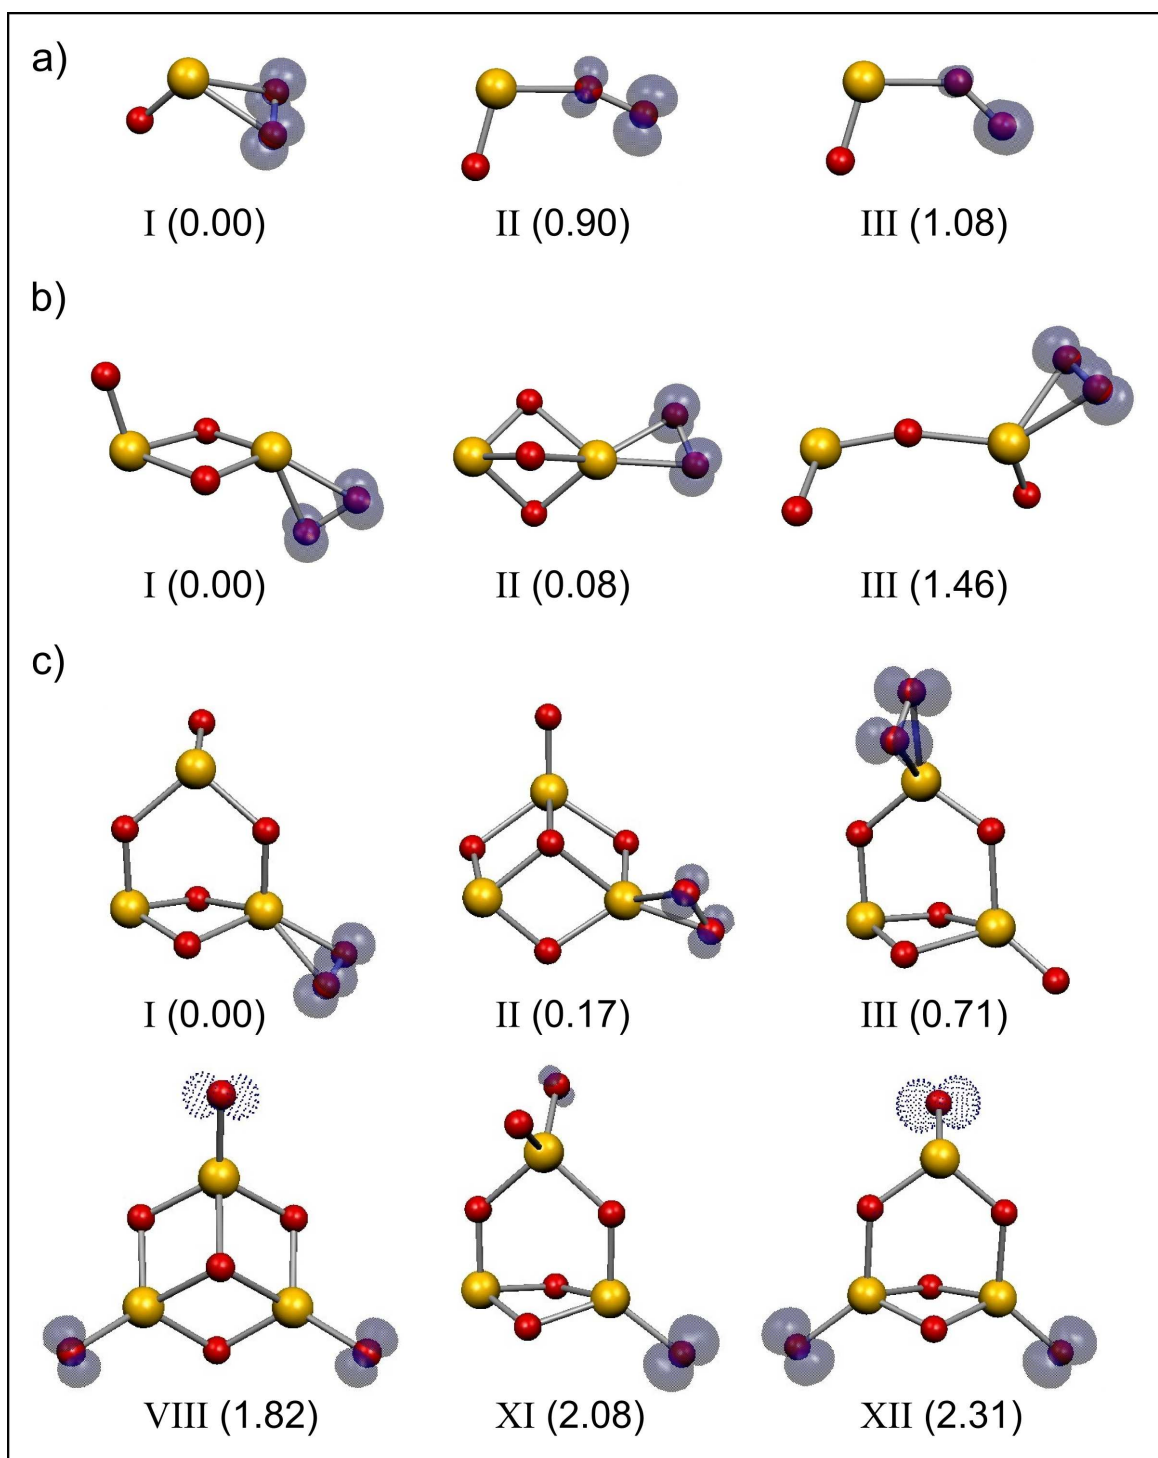 a)
I (0.00) II (0.90) III (1.08)
b)
I (0.00) II (0.08) III (1.46)
c)
I (0.00) II (0.17) III (0.71)
VIII (1.82) XI (2.08) XII (2.31)